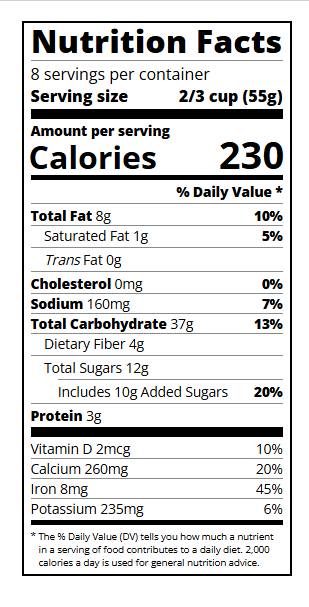 Nutrition Facts
8 servings per container
Serving size 2/3 cup (55g)
Amount per serving
Calories 230
% Daily Value *
Total Fat 8g 10%
Saturated Fat 1g 5%
Trans Fat 0g
Cholesterol 0mg 0%
Sodium 160mg 7%
Total Carbohydrate 37g 13%
Dietary Fiber 4g
Total Sugars 12g
Includes 10g Added Sugars 20%
Protein 3g
Vitamin D 2mcg 10%
Calcium 260mg 20%
Iron 8mg 45%
Potassium 235mg 6%
* The % Daily Value (DV) tells you how much a nutrient
in a serving of food contributes to a daily diet. 2,000
calories a day is used for general nutrition advice.